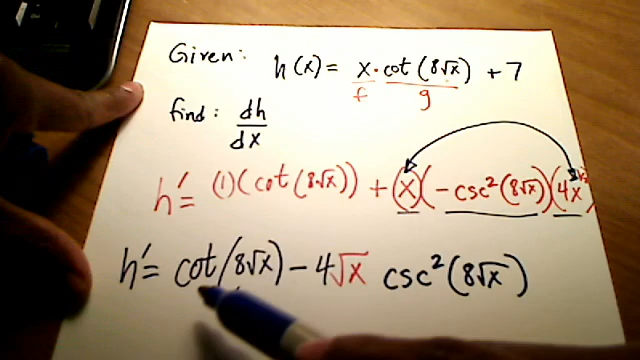 Given: h(x) = x · cot(8√x) + 7
f g
find: dh/dx
h' = (1)(cot(8√x)) + (x)(-csc²(8√x))(4x
h' = cot(8√x) - 4√x csc²(8√x)